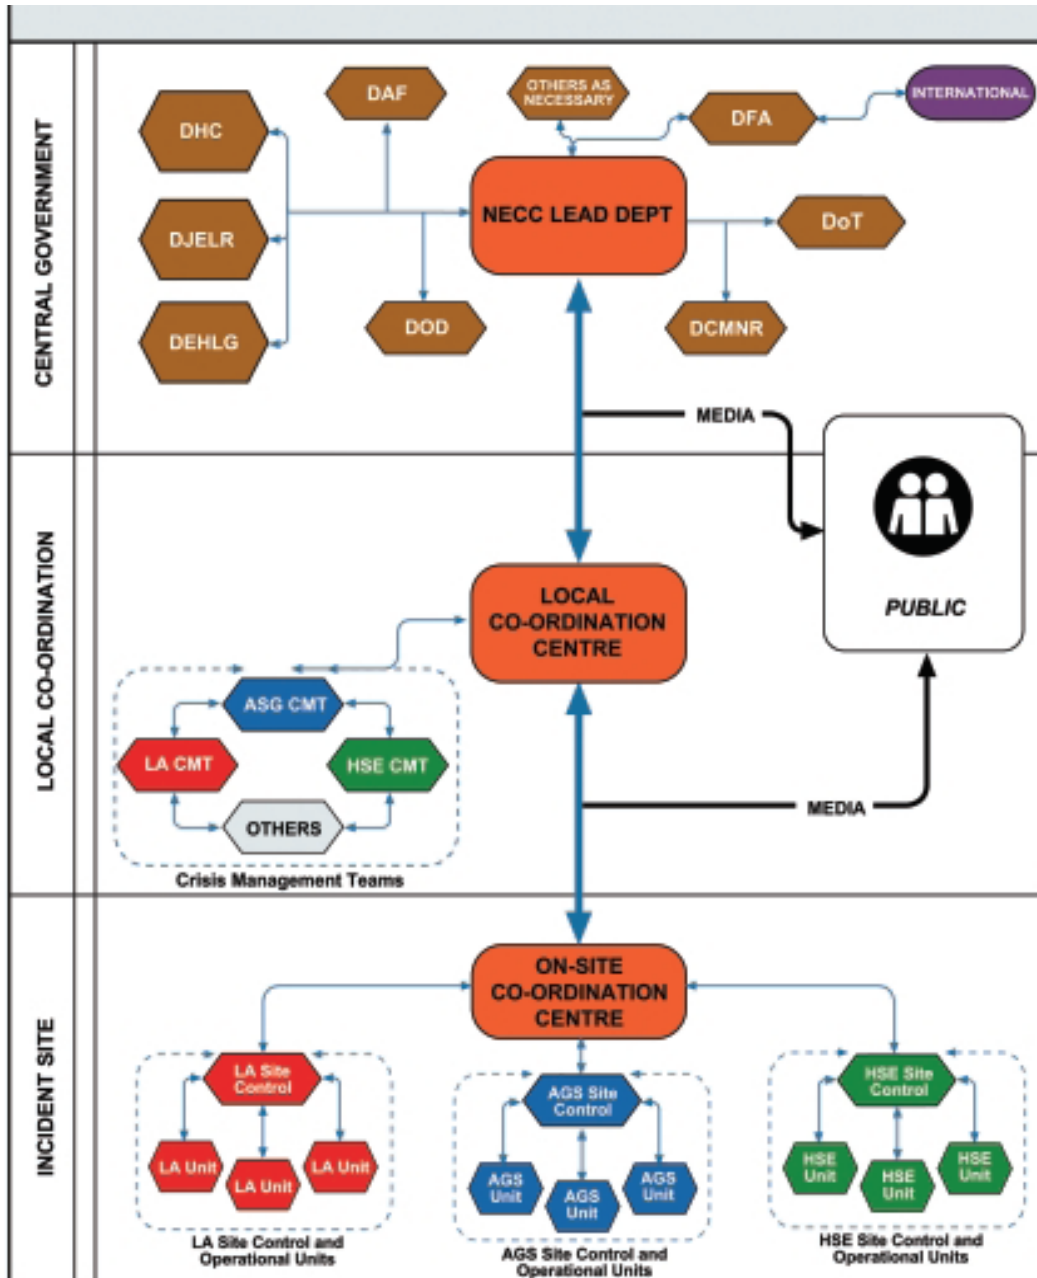 CENTRAL GOVERNMENT
DHC
DAF
OTHERS AS
NECESSARY
DFA
INTERNATIONAL
DJELR
NECC LEAD DEPT
DoT
DEHLG
DOD
DCMNR
MEDIA
PUBLIC
LOCAL CO-ORDINATION
LOCAL
CO-ORDINATION
CENTRE
ASG CMT
LA CMT
HSE CMT
OTHERS
Crisis Management Teams
MEDIA
INCIDENT SITE
ON-SITE
CO-ORDINATION
CENTRE
LA Site
Control
LA Unit
LA Unit
LA Unit
LA Site Control and
Operational Units
AGS Site
Control
AGS
Unit
AGS
Unit
AGS
Unit
AGS Site Control and
Operational Units
HSE Site
Control
HSE
Unit
HSE
Unit
HSE
Unit
HSE Site Control and
Operational Units